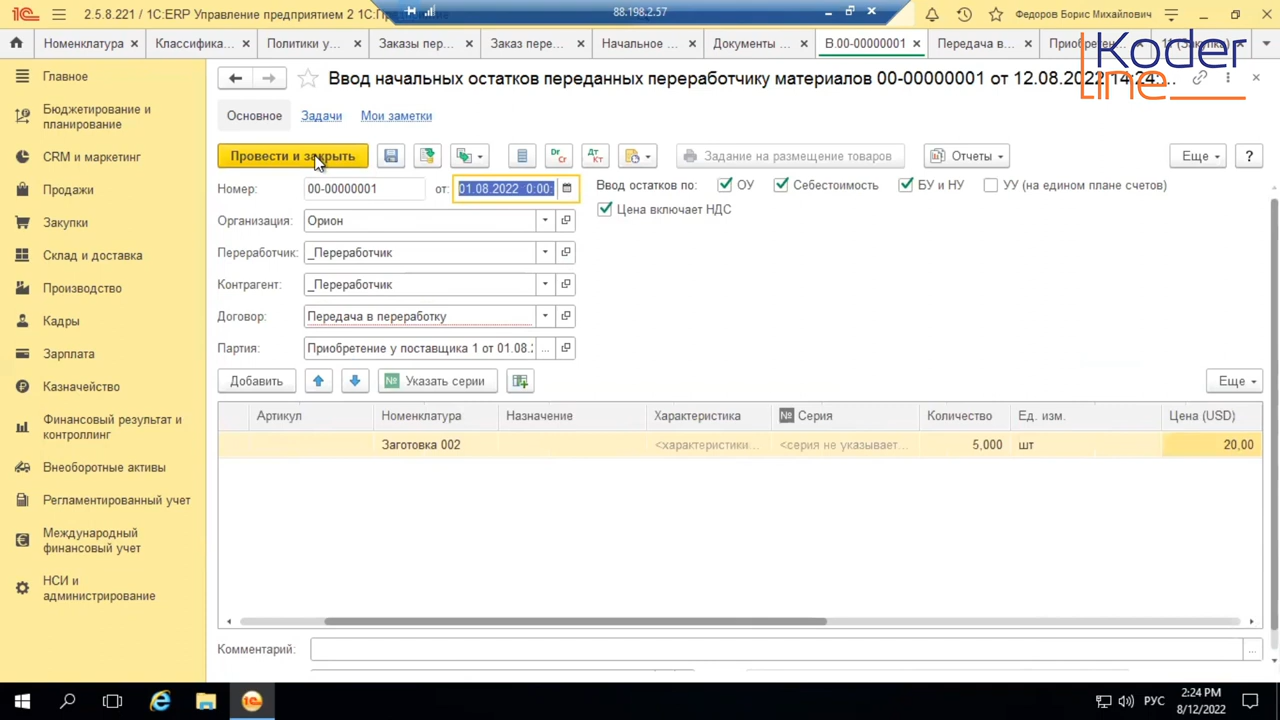 2.5.8.221 / 1С:ERP Управление предприятием 2 1С:П
88.198.2.57
Федоров Борис Михайлович
Номенклатура
Классифика...
Политики у...
Заказы пер...
Заказ пере...
Начальное ...
Документы ...
В.00-00000001
Передача в...
KoderLine
Главное
Бюджетирование и
планирование
CRM и маркетинг
Продажи
Закупки
Склад и доставка
Производство
Кадры
Зарплата
Казначейство
Финансовый результат и
контроллинг
Внеоборотные активы
Регламентированный учет
Международный
финансовый учет
НСИ и
администрирование
Ввод начальных остатков переданных переработчику материалов 00-00000001 от 12.08.2022 14:24:...
Основное
Задачи
Мои заметки
Провести и закрыть
Задание на размещение товаров
Отчеты
Еще
?
Номер: 00-00000001 от: 01.08.2022 0:00:
Ввод остатков по: ОУ Себестоимость БУ и НУ УУ (на едином плане счетов)
Организация: Орион
Цена включает НДС
Переработчик: _Переработчик
Контрагент: _Переработчик
Договор: Передача в переработку
Партия: Приобретение у поставщика 1 от 01.08.:
Добавить
Указать серии
Еще
Артикул Номенклатура Назначение Характеристика № Серия Количество Ед. изм. Цена (USD)
Заготовка 002 <характеристики... <серия не указывает... 5,000 шт 20,00
Комментарий:
РУС
2:24 PM
8/12/2022